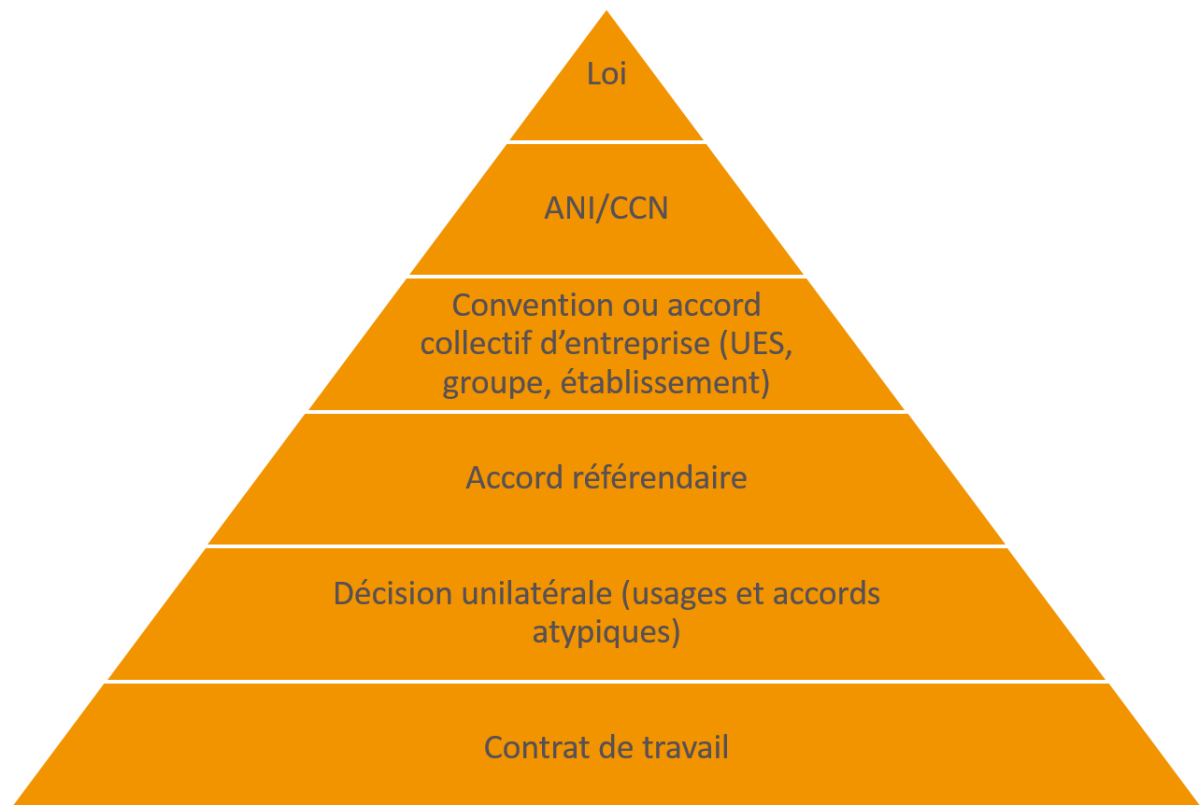 Loi
ANI/CCN
Convention ou accord
collectif d’entreprise (UES,
groupe, établissement)
Accord référendaire
Décision unilatérale (usages et accords
atypiques)
Contrat de travail